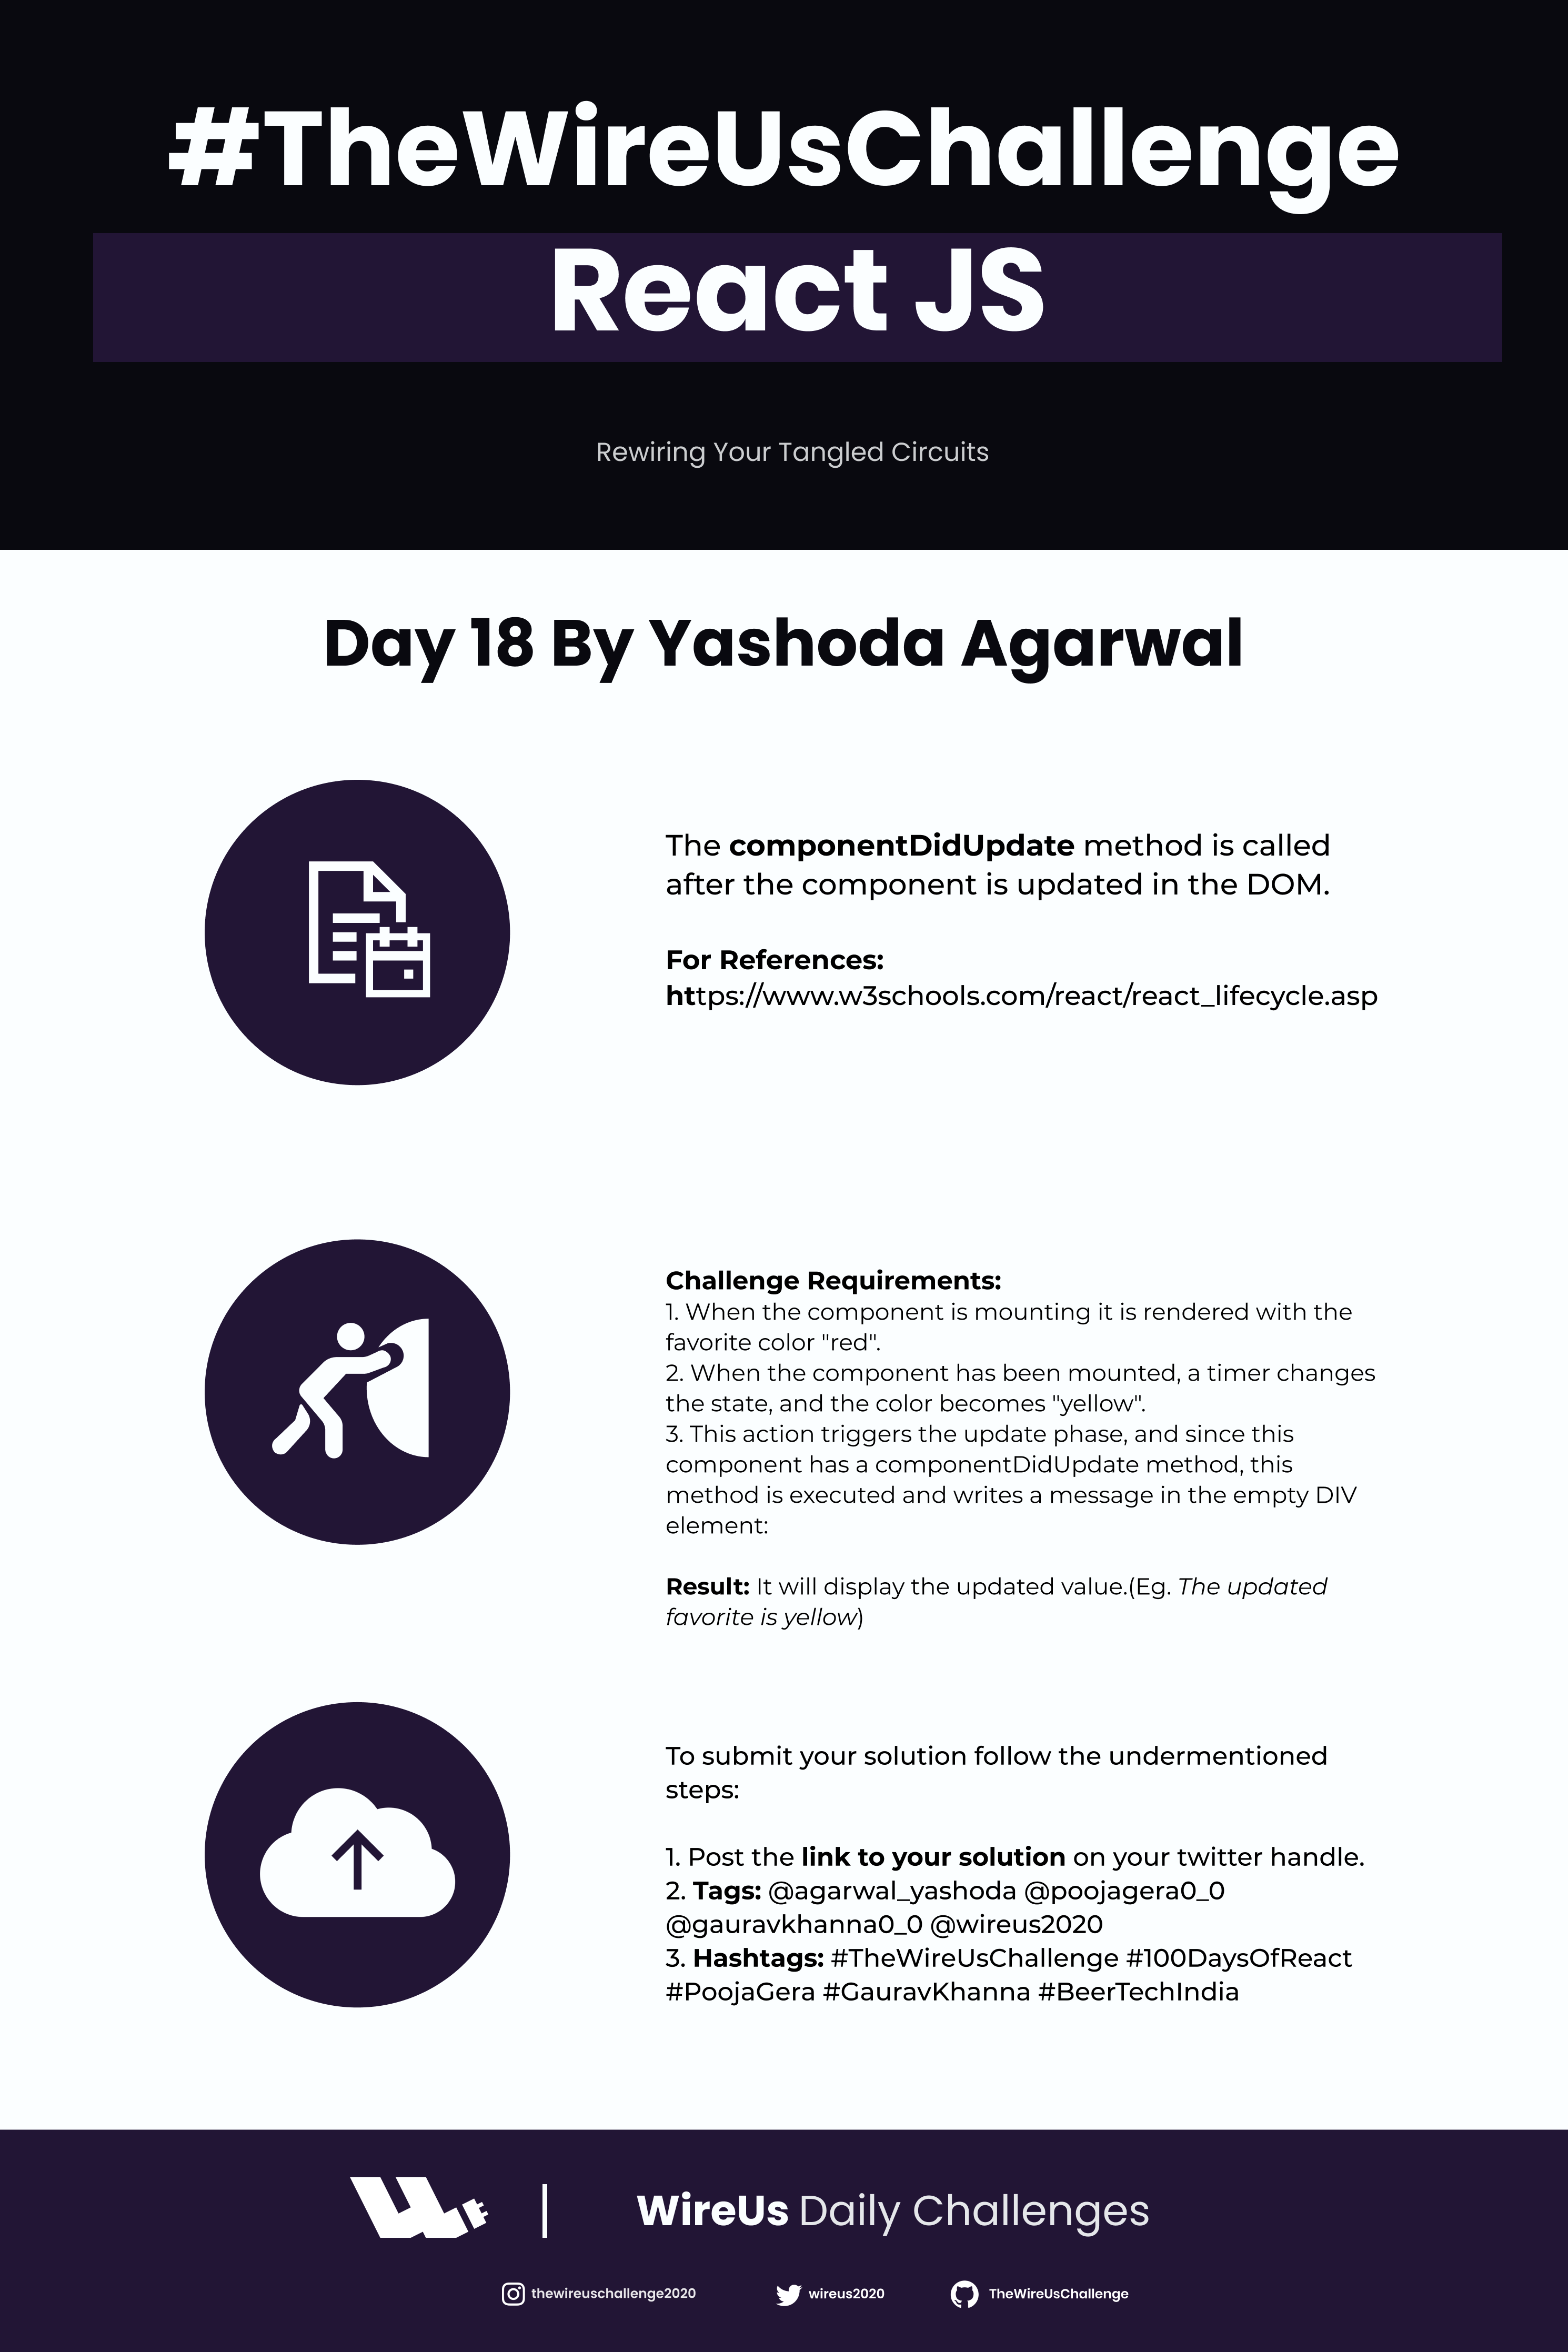 #TheWireUsChallenge
React JS
Rewiring Your Tangled Circuits
Day 18 By Yashoda Agarwal
The componentDidUpdate method is called
after the component is updated in the DOM.
For References:
https://www.w3schools.com/react/react_lifecycle.asp
Challenge Requirements:
1. When the component is mounting it is rendered with the
favorite color "red".
2. When the component has been mounted, a timer changes
the state, and the color becomes "yellow".
3. This action triggers the update phase, and since this
component has a componentDidUpdate method, this
method is executed and writes a message in the empty DIV
element:
Result: It will display the updated value.(Eg. The updated
favorite is yellow)
To submit your solution follow the undermentioned
steps:
1. Post the link to your solution on your twitter handle.
2. Tags: @agarwal_yashoda @poojagera0_0
@gauravkhanna0_0 @wireus2020
3. Hashtags: #TheWireUsChallenge #100DaysOfReact
#PoojaGera #GauravKhanna #BeerTechIndia
WireUs Daily Challenges
thewireuschallenge2020
wireus2020
TheWireUsChallenge